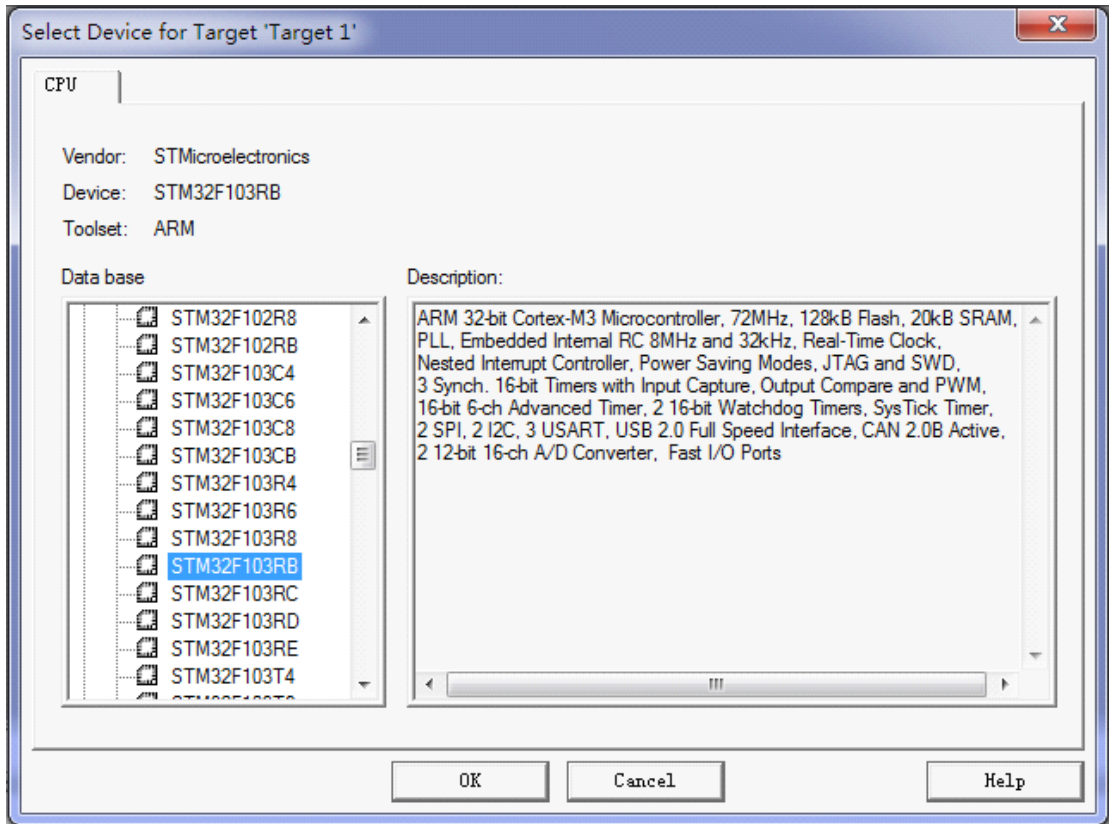 Select Device for Target 'Target 1'
CPU
Vendor: STMicroelectronics
Device: STM32F103RB
Toolset: ARM
Data base
STM32F102R8
STM32F102RB
STM32F103C4
STM32F103C6
STM32F103C8
STM32F103CB
STM32F103R4
STM32F103R6
STM32F103R8
STM32F103RB
STM32F103RC
STM32F103RD
STM32F103RE
STM32F103T4
Description:
ARM 32-bit Cortex-M3 Microcontroller, 72MHz, 128kB Flash, 20kB SRAM,
PLL, Embedded Internal RC 8MHz and 32kHz, Real-Time Clock,
Nested Interrupt Controller, Power Saving Modes, JTAG and SWD,
3 Synch. 16-bit Timers with Input Capture, Output Compare and PWM,
16-bit 6-ch Advanced Timer, 2 16-bit Watchdog Timers, SysTick Timer,
2 SPI, 2 I2C, 3 USART, USB 2.0 Full Speed Interface, CAN 2.0B Active,
2 12-bit 16-ch A/D Converter, Fast I/O Ports
OK
Cancel
Help